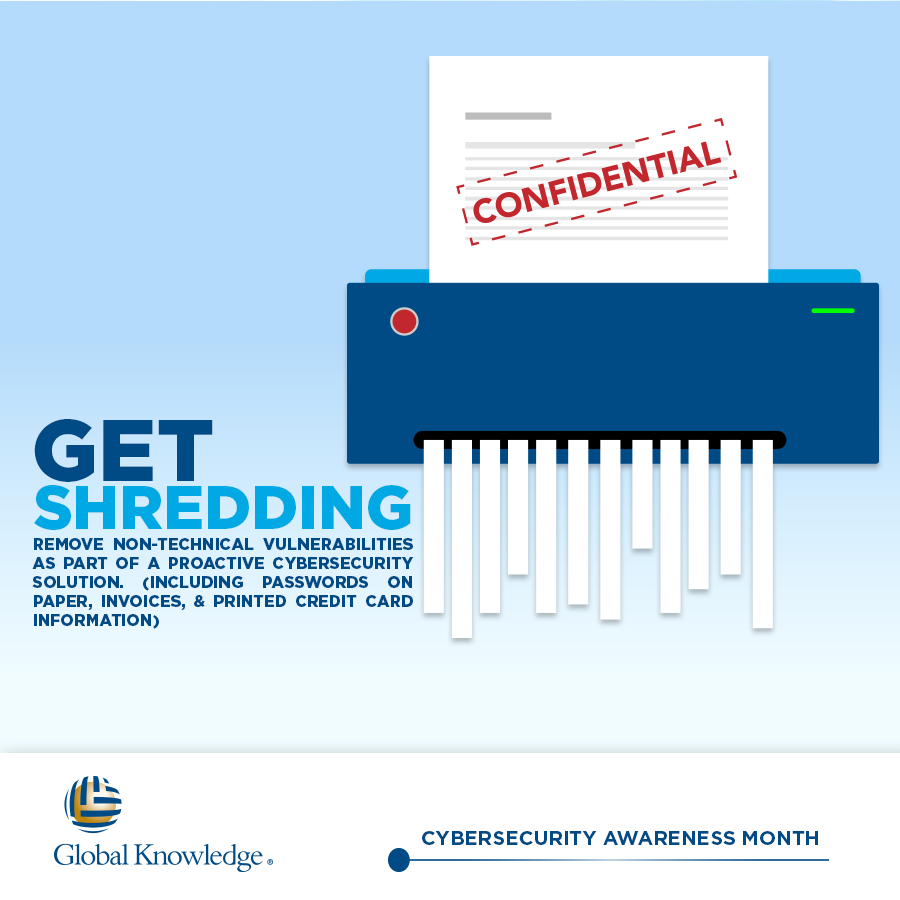 CONFIDENTIAL
GET
SHREDDING
REMOVE NON-TECHNICAL VULNERABILITIES
AS PART OF A PROACTIVE CYBERSECURITY
SOLUTION. (INCLUDING PASSWORDS ON
PAPER, INVOICES, & PRINTED CREDIT CARD
INFORMATION)
Global Knowledge®
CYBERSECURITY AWARENESS MONTH